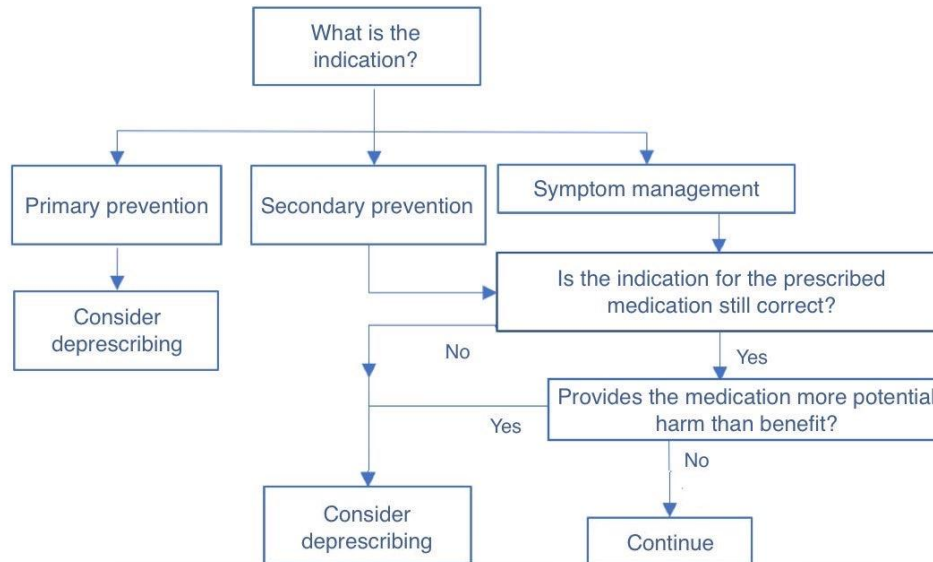 What is the
indication?
Primary prevention
Secondary prevention
Symptom management
Consider
deprescribing
Is the indication for the prescribed
medication still correct?
No
Yes
Provides the medication more potential
harm than benefit?
Yes
No
Consider
deprescribing
Continue